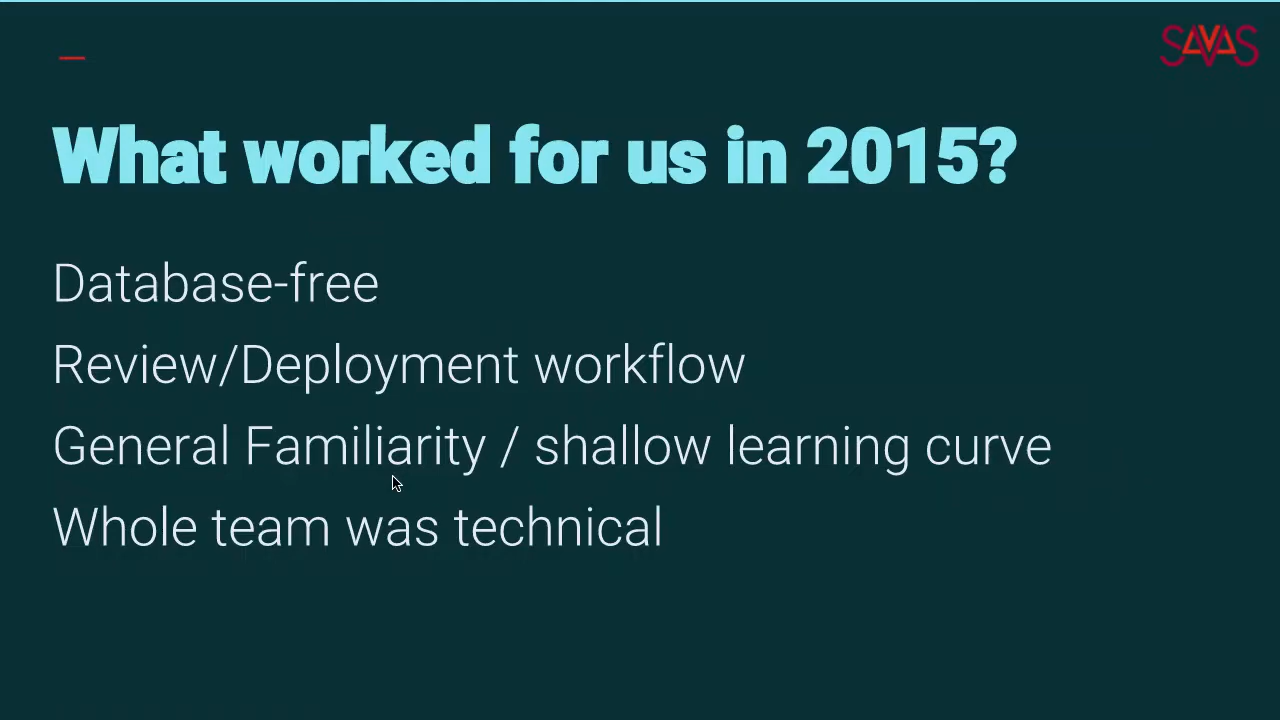 SAVAS
What worked for us in 2015?
Database-free
Review/Deployment workflow
General Familiarity / shallow learning curve
Whole team was technical